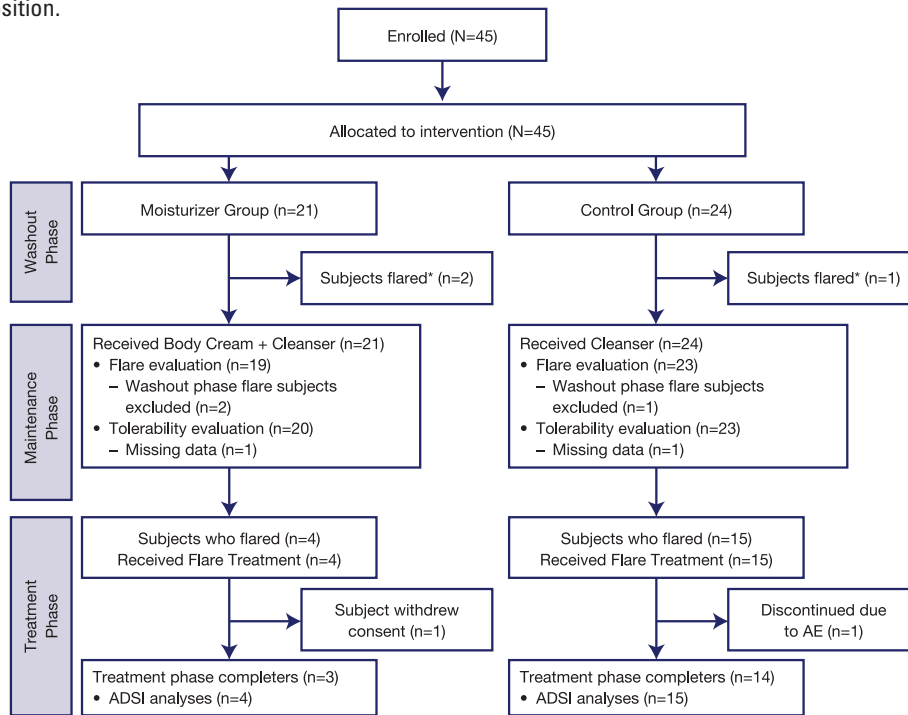 sition.
Enrolled (N=45)
Allocated to intervention (N=45)
Washout
Phase
Moisturizer Group (n=21)
Control Group (n=24)
Subjects flared* (n=2)
Subjects flared* (n=1)
Maintenance
Phase
Received Body Cream + Cleanser (n=21)
• Flare evaluation (n=19)
– Washout phase flare subjects
excluded (n=2)
• Tolerability evaluation (n=20)
– Missing data (n=1)
Received Cleanser (n=24)
• Flare evaluation (n=23)
– Washout phase flare subjects
excluded (n=1)
• Tolerability evaluation (n=23)
– Missing data (n=1)
Treatment
Phase
Subjects who flared (n=4)
Received Flare Treatment (n=4)
Subjects who flared (n=15)
Received Flare Treatment (n=15)
Subject withdrew
consent (n=1)
Discontinued due
to AE (n=1)
Treatment phase completers (n=3)
• ADSI analyses (n=4)
Treatment phase completers (n=14)
• ADSI analyses (n=15)